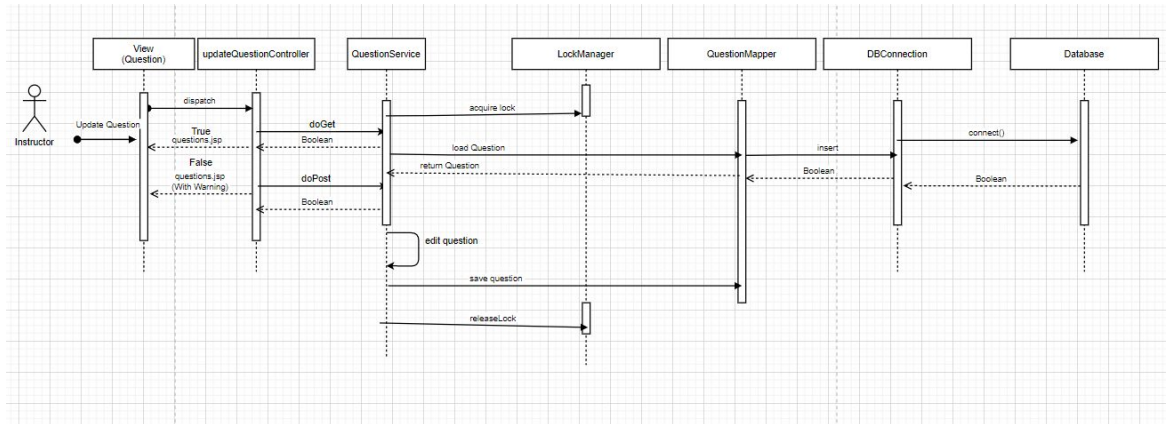 View
(Question)
updateQuestionController
QuestionService
LockManager
QuestionMapper
DBConnection
Database
dispatch
acquire lock
Update Question
True
doGet
connect()
Instructor
questions.jsp
Boolean
load Question
insert
False
return Question
Boolean
questions.jsp
(With Warning)
doPost
Boolean
Boolean
edit question
save question
releaseLock